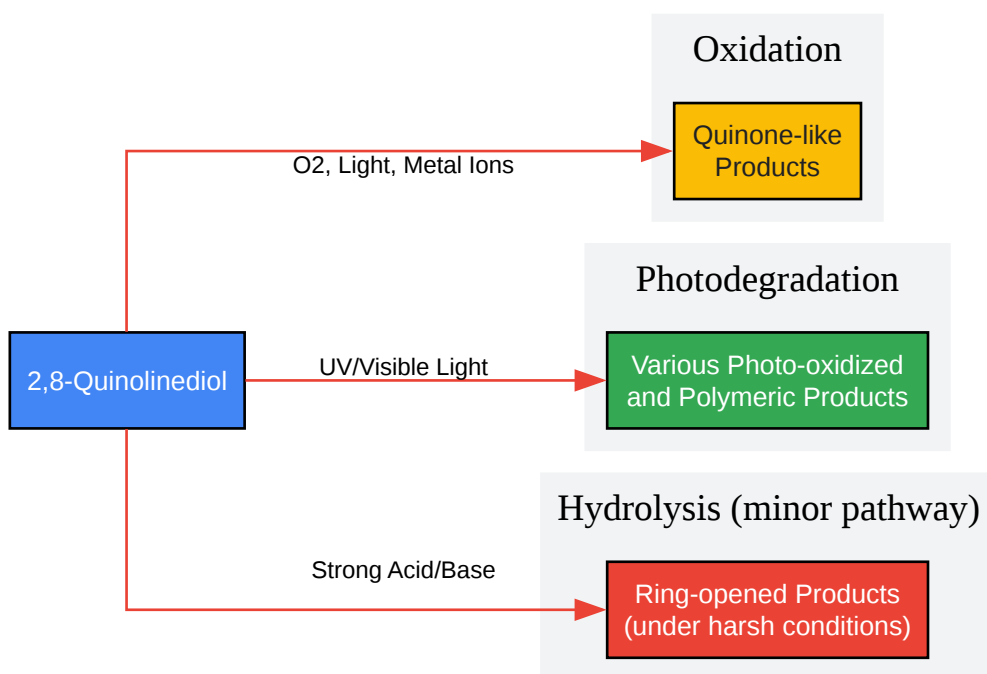 Oxidation
Quinone-like
Products
O2, Light, Metal Ions
Photodegradation
2,8-Quinolinediol
UV/Visible Light
Various Photo-oxidized
and Polymeric Products
Hydrolysis (minor pathway)
Strong Acid/Base
Ring-opened Products
(under harsh conditions)